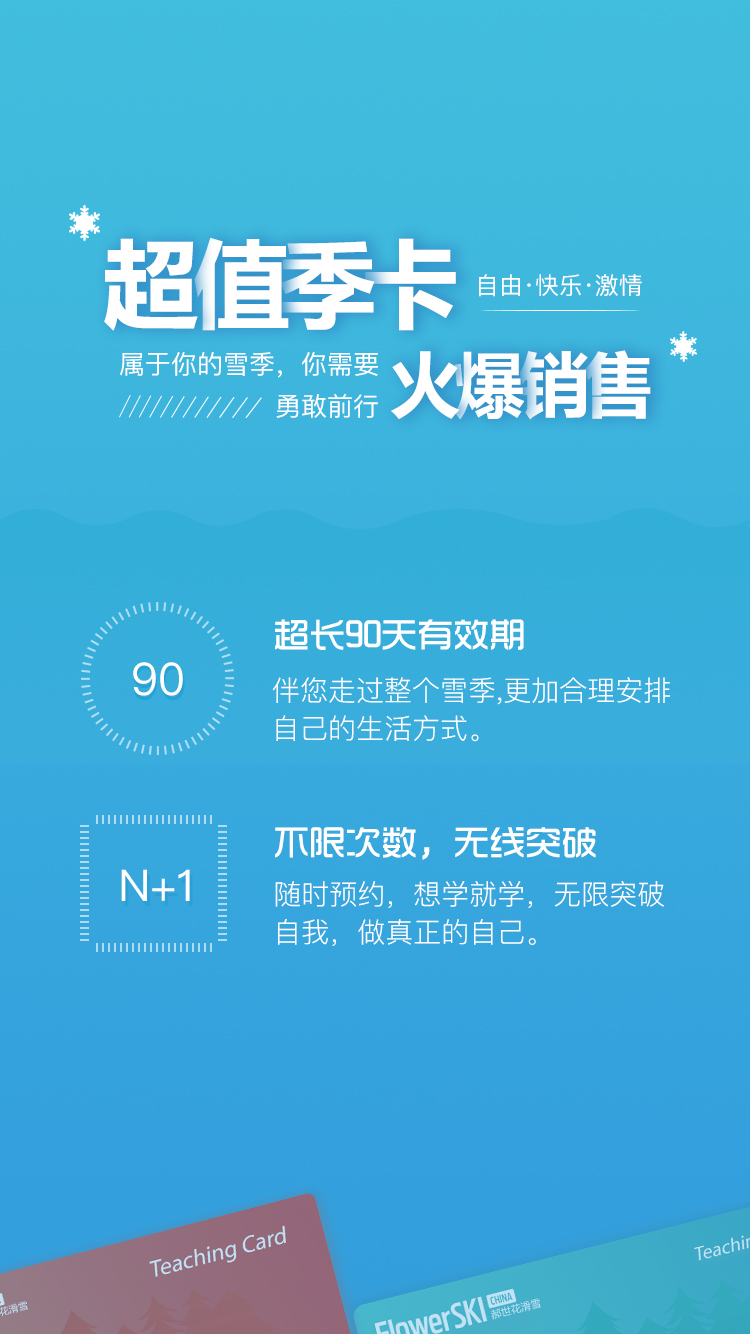 超值季卡
自由·快乐·激情
属于你的雪季，你需要
勇敢前行
火爆销售
90
超长90天有效期
伴您走过整个雪季,更加合理安排
自己的生活方式。
N+1
不限次数，无线突破
随时预约，想学就学，无限突破
自我，做真正的自己。
Teaching Card
花滑雪
Teachin
FlowerSKI CHINA
郝世花滑雪